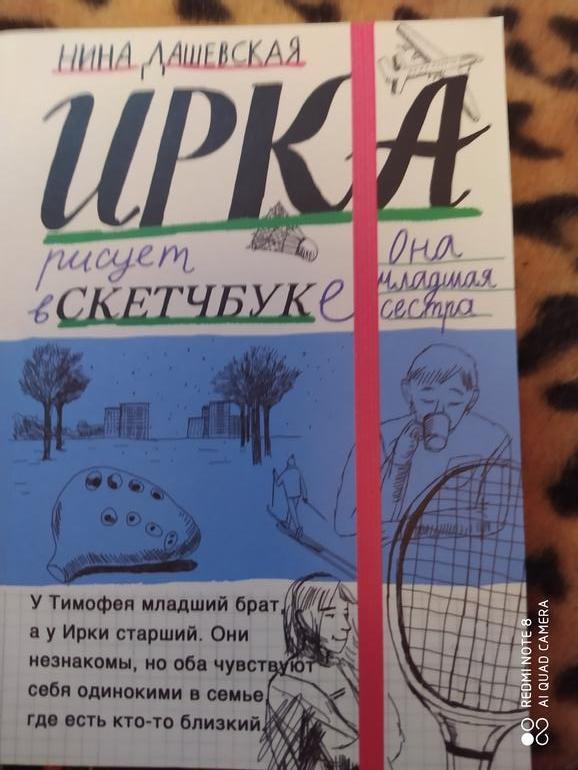 НИНА ДАШЕВСКАЯ
ИРКА
рисует
в СКЕТЧБУКе
Она
младшая
сестра
У Тимофея младший брат,
а у Ирки старший. Они
незнакомы, но оба чувствуют
себя одинокими в семье,
где есть кто-то близкий.
REDMI NOTE 8
AI QUAD CAMERA